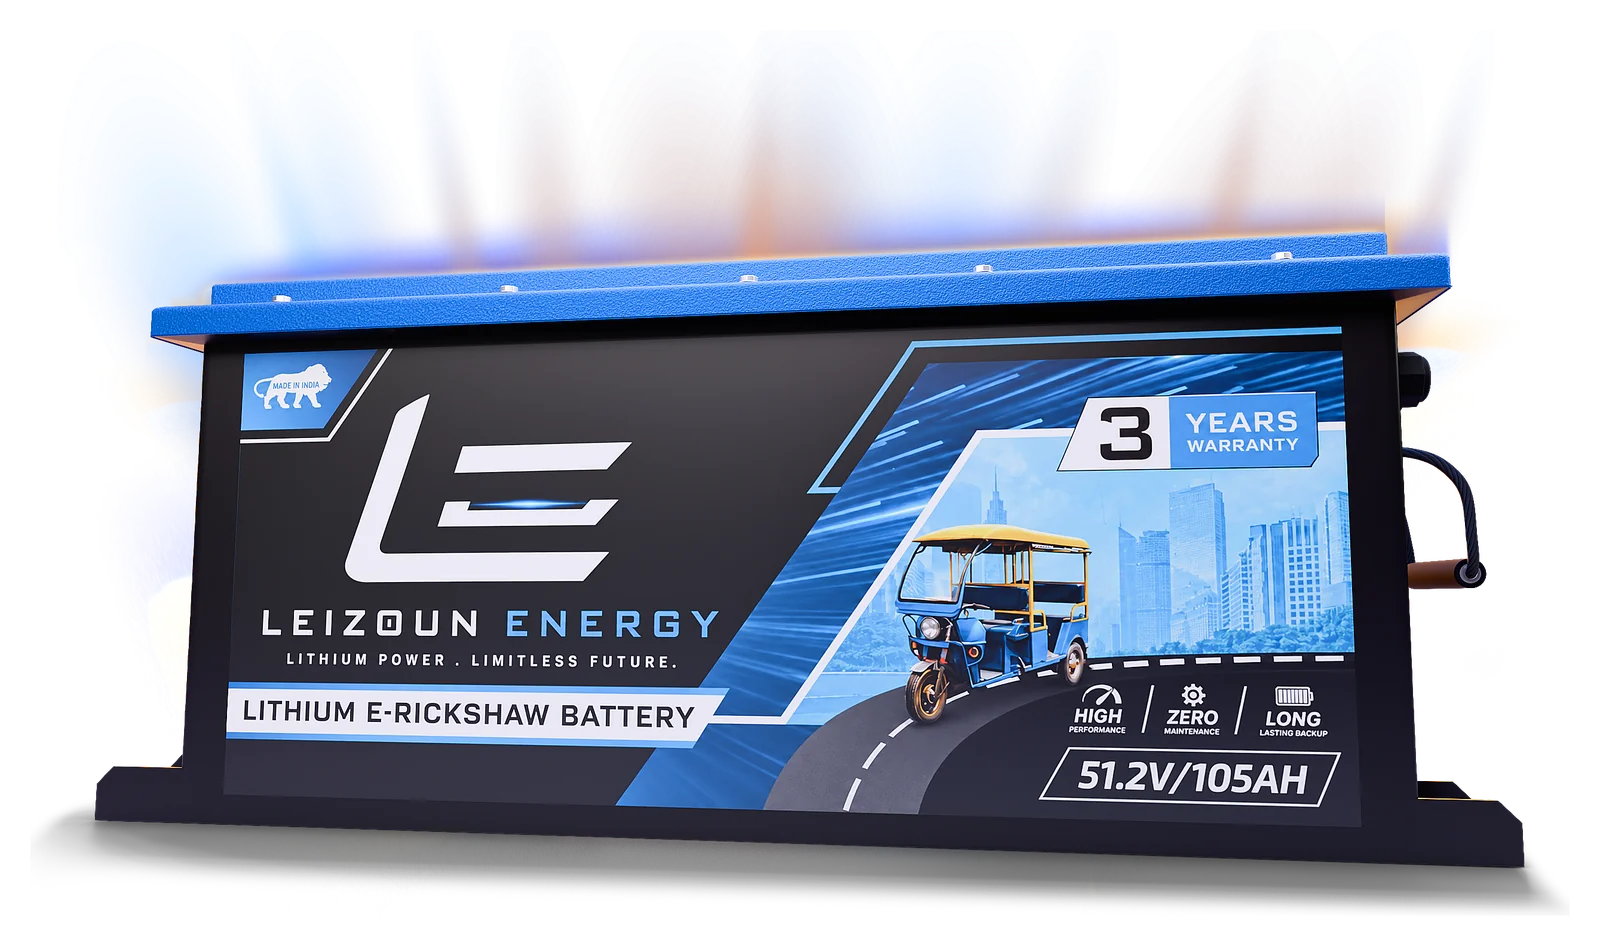 MADE IN INDIA
LE
LEIZOUN ENERGY
LITHIUM POWER . LIMITLESS FUTURE.
LITHIUM E-RICKSHAW BATTERY
3 YEARS
WARRANTY
HIGH
PERFORMANCE
ZERO
MAINTENANCE
LONG
LASTING BACKUP
51.2V/105AH